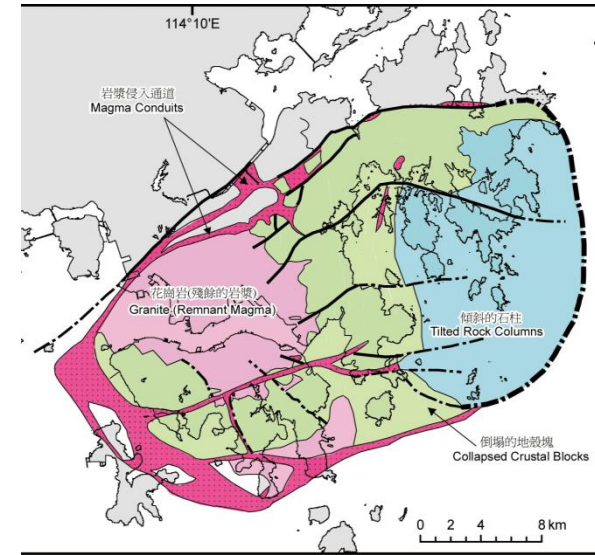 114°10'E
岩漿侵入通道
Magma Conduits
花崗岩(殘餘的岩漿)
Granite (Remnant Magma)
傾斜的石柱
Tilted Rock Columns
倒塌的地殼塊
Collapsed Crustal Blocks
0 2 4 8 km